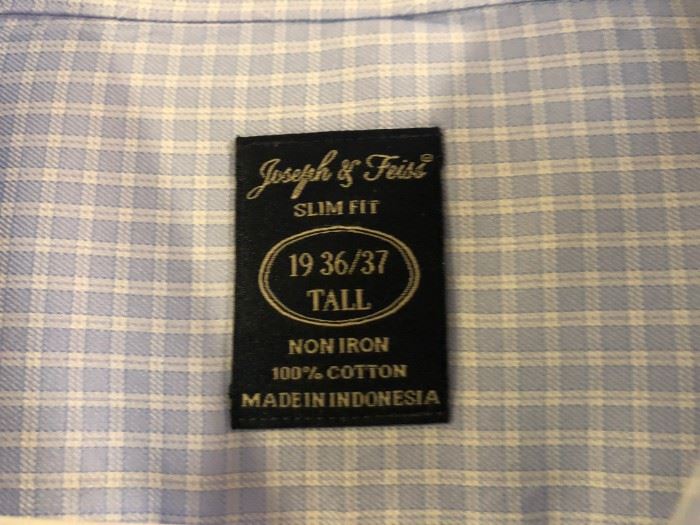 Joseph & Feiss®
SLIM FIT
19 36/37
TALL
NON IRON
100% COTTON
MADE IN INDONESIA